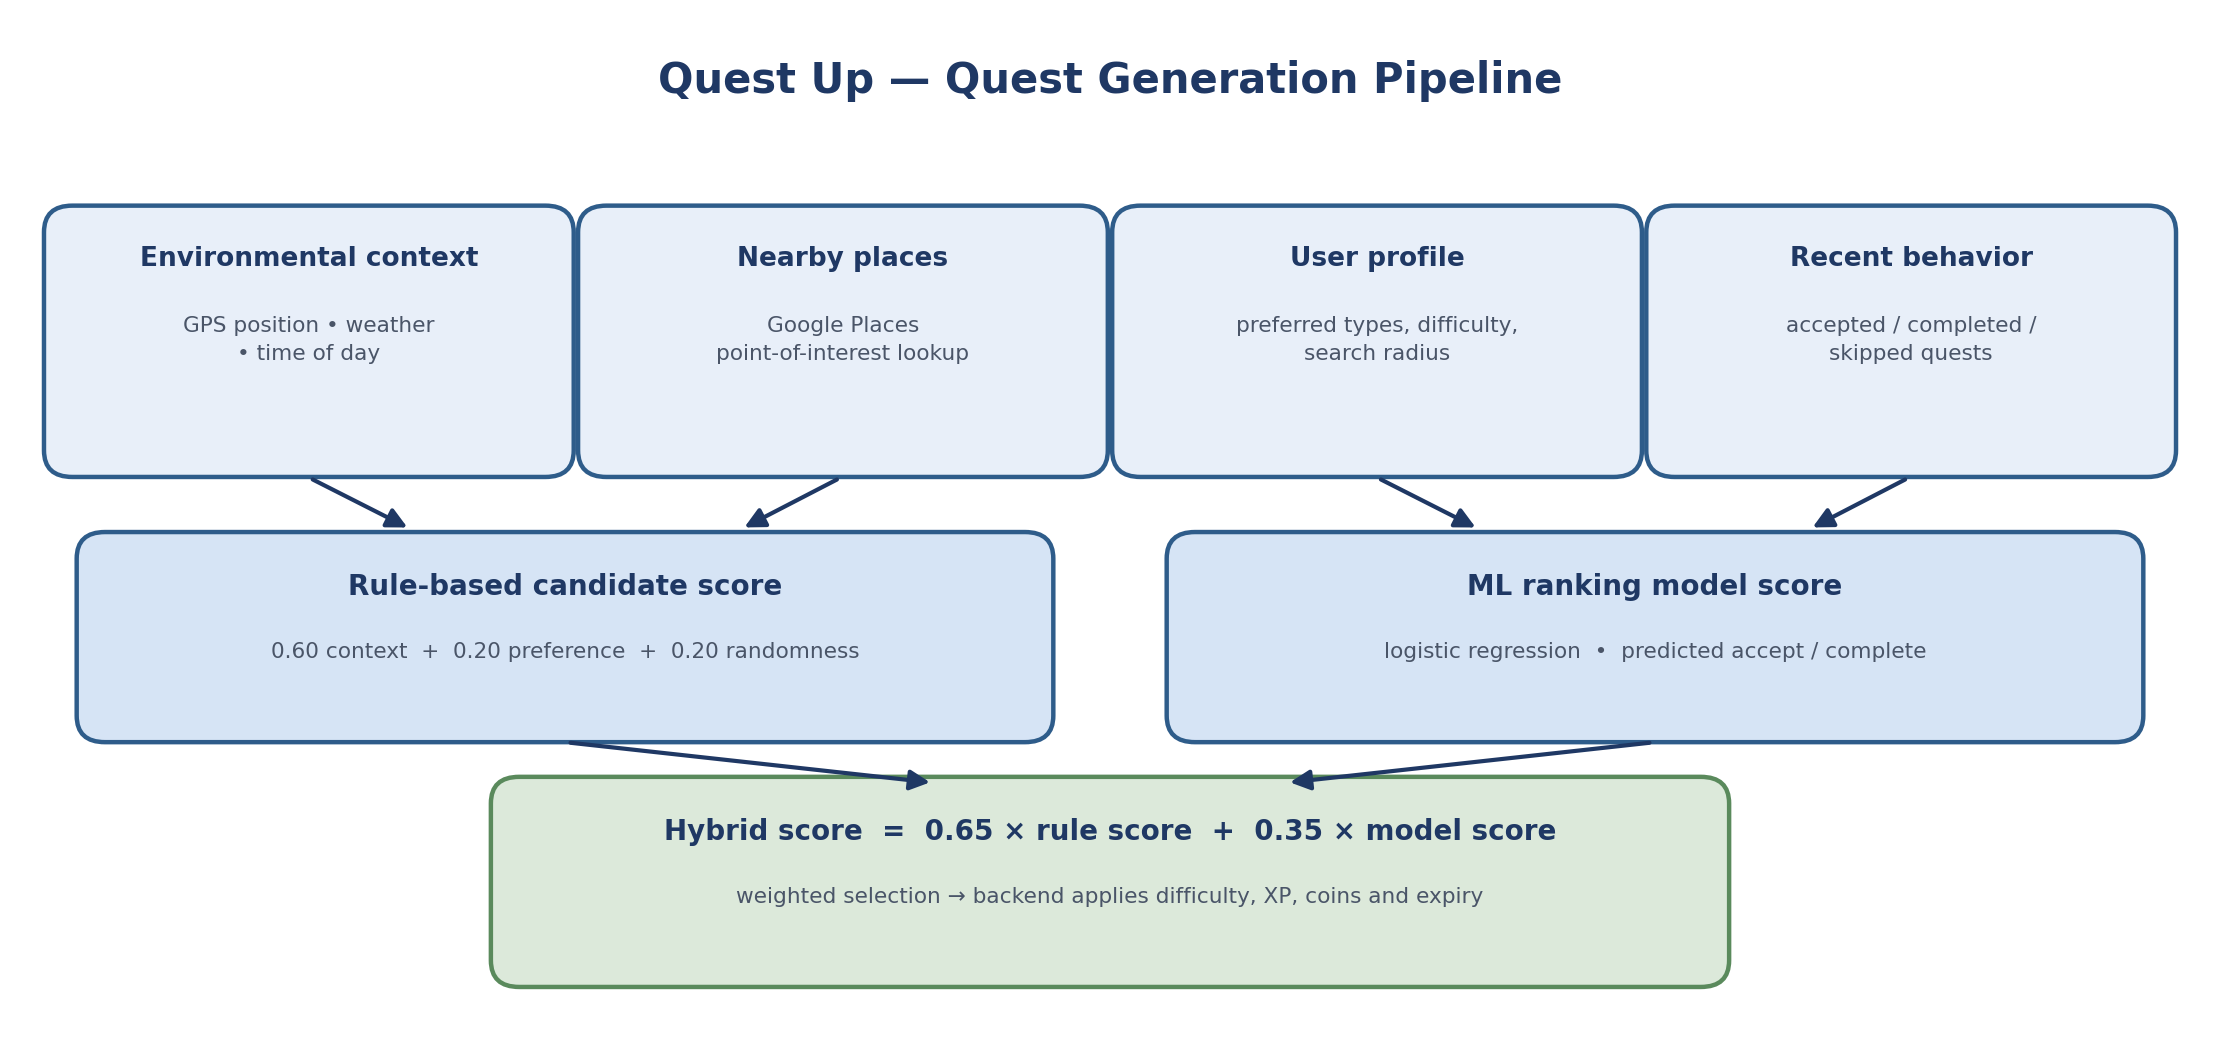 Quest Up — Quest Generation Pipeline
Environmental context
GPS position • weather
• time of day
Nearby places
Google Places
point-of-interest lookup
User profile
preferred types, difficulty,
search radius
Recent behavior
accepted / completed /
skipped quests
Rule-based candidate score
0.60 context + 0.20 preference + 0.20 randomness
ML ranking model score
logistic regression • predicted accept / complete
Hybrid score = 0.65 × rule score + 0.35 × model score
weighted selection → backend applies difficulty, XP, coins and expiry